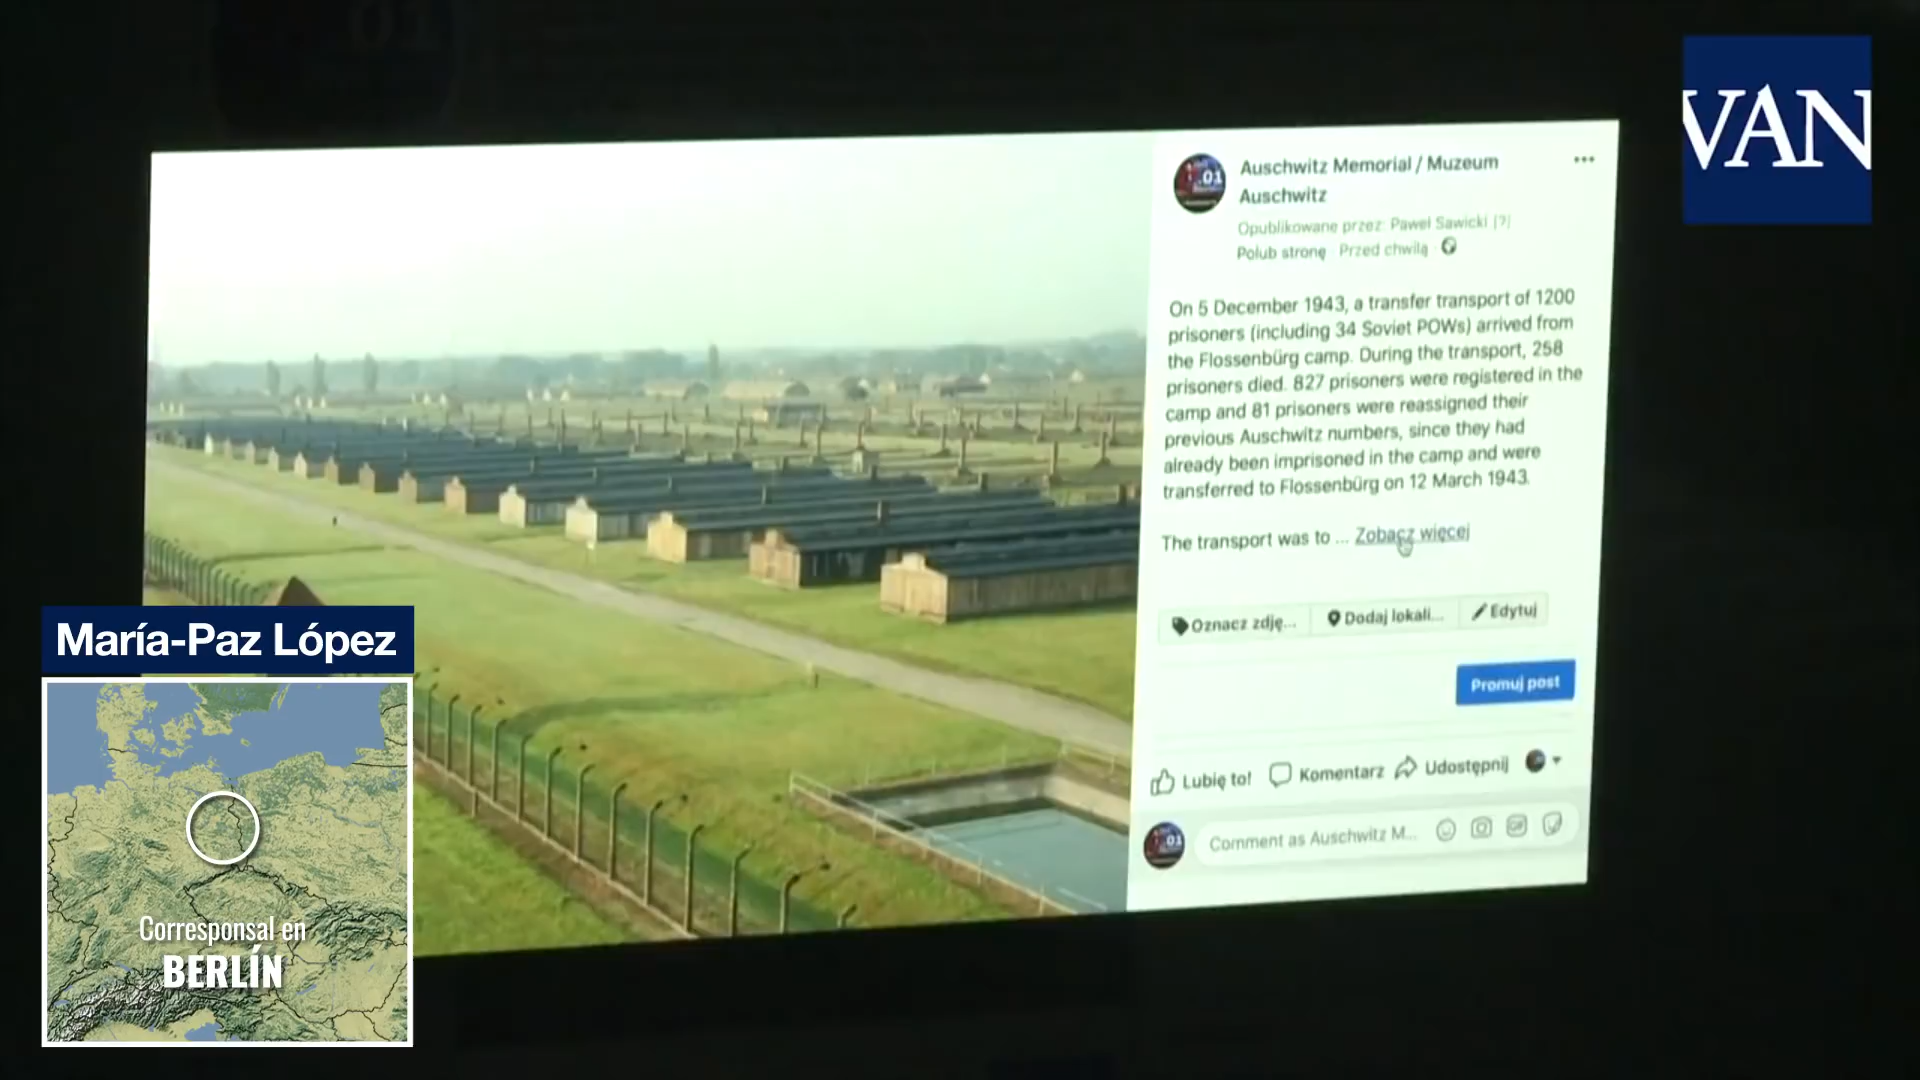 VAN
Auschwitz Memorial / Muzeum
Auschwitz
Opublikowane przez: Paweł Sawicki [?]
Polub stronę · Przed chwilą
On 5 December 1943, a transfer transport of 1200
prisoners (including 34 Soviet POWs) arrived from
the Flossenbürg camp. During the transport, 258
prisoners died. 827 prisoners were registered in the
camp and 81 prisoners were reassigned their
previous Auschwitz numbers, since they had
already been imprisoned in the camp and were
transferred to Flossenbürg on 12 March 1943.
The transport was to ... Zobacz więcej
Oznacz zdję... Dodaj lokali... Edytuj
Promuj post
Lubię to! Komentarz Udostępnij
Comment as Auschwitz M...
María-Paz López
Corresponsal en
BERLÍN